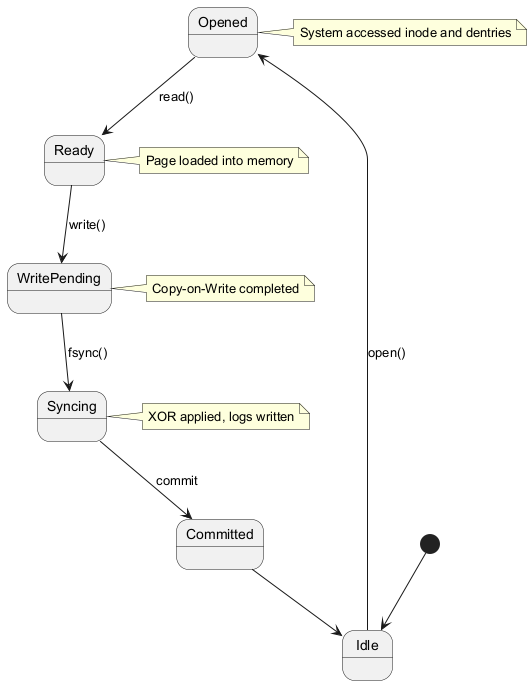 Opened
System accessed inode and dentries
read()
Ready
Page loaded into memory
write()
WritePending
Copy-on-Write completed
fsync()
open()
Syncing
XOR applied, logs written
commit
Committed
Idle